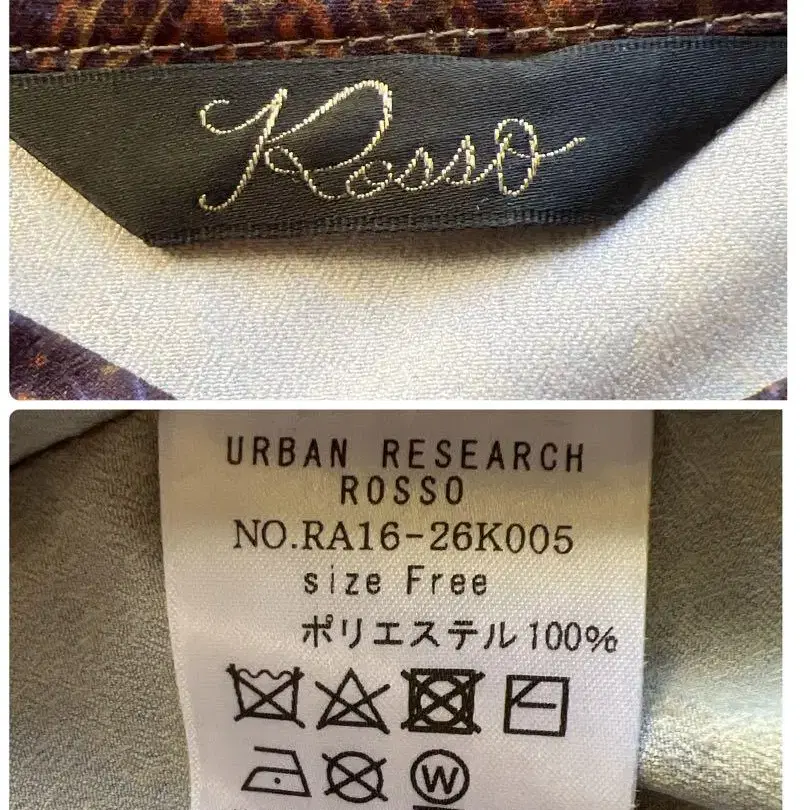 Rosso
URBAN RESEARCH
ROSSO
NO.RA16-26K005
size Free
ポリエステル100%
W